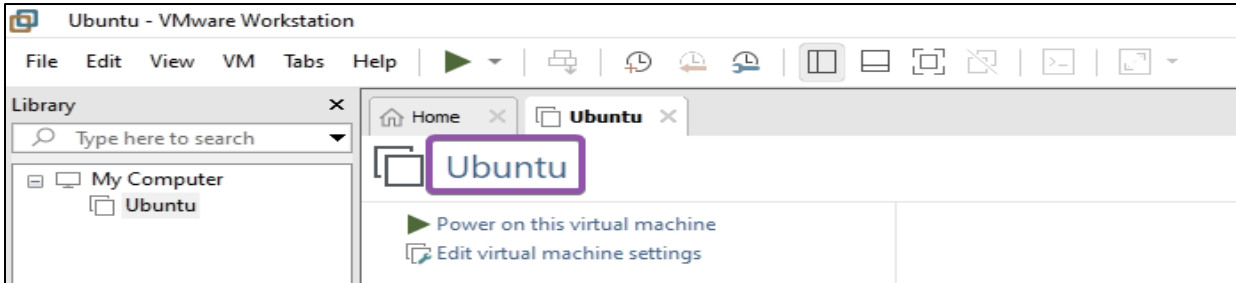 Ubuntu - VMware Workstation
File Edit View VM Tabs Help
Library
Type here to search
My Computer
Ubuntu
Home
Ubuntu
Ubuntu
Power on this virtual machine
Edit virtual machine settings